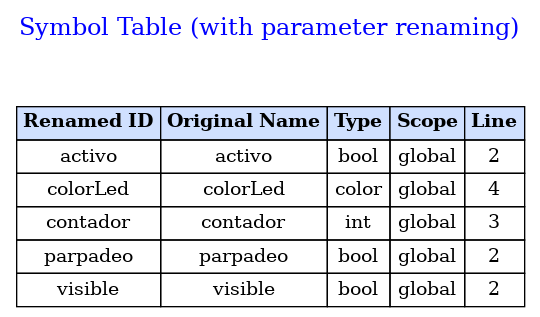 Symbol Table (with parameter renaming)
Renamed ID Original Name Type Scope Line
activo activo bool global 2
colorLed colorLed color global 4
contador contador int global 3
parpadeo parpadeo bool global 2
visible visible bool global 2